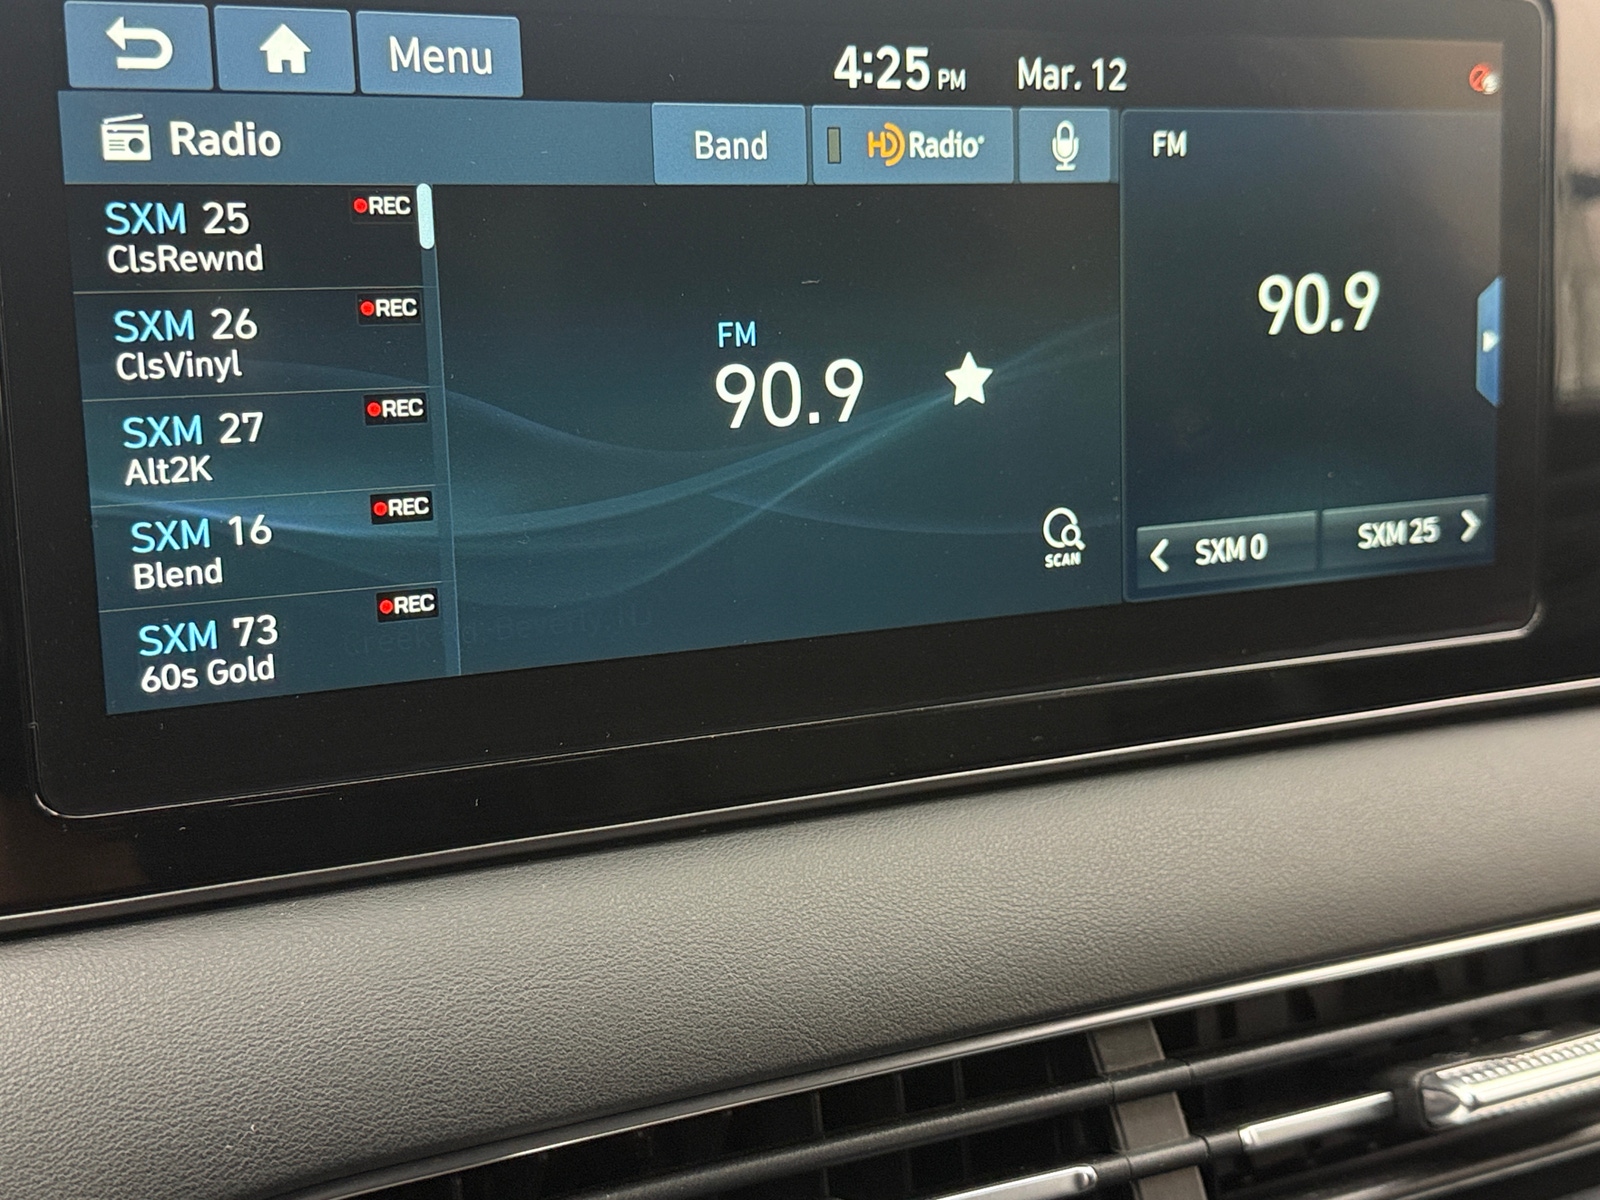 Menu
4:25 PM
Mar. 12
Radio
Band
HD Radio
FM
SXM 25
REC
ClsRewnd
SXM 26
REC
ClsVinyl
SXM 27
REC
Alt2K
SXM 16
REC
Blend
SXM 73
REC
60s Gold
FM
90.9
SCAN
90.9
SXM 0
SXM 25